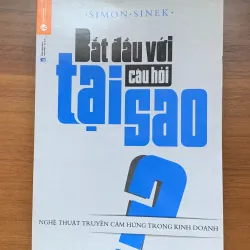 ·SIMON·SINEK·
Bắt đầu với
câu hỏi
tại sao
?
NGHỆ THUẬT TRUYỀN CẢM HỨNG TRONG KINH DOANH